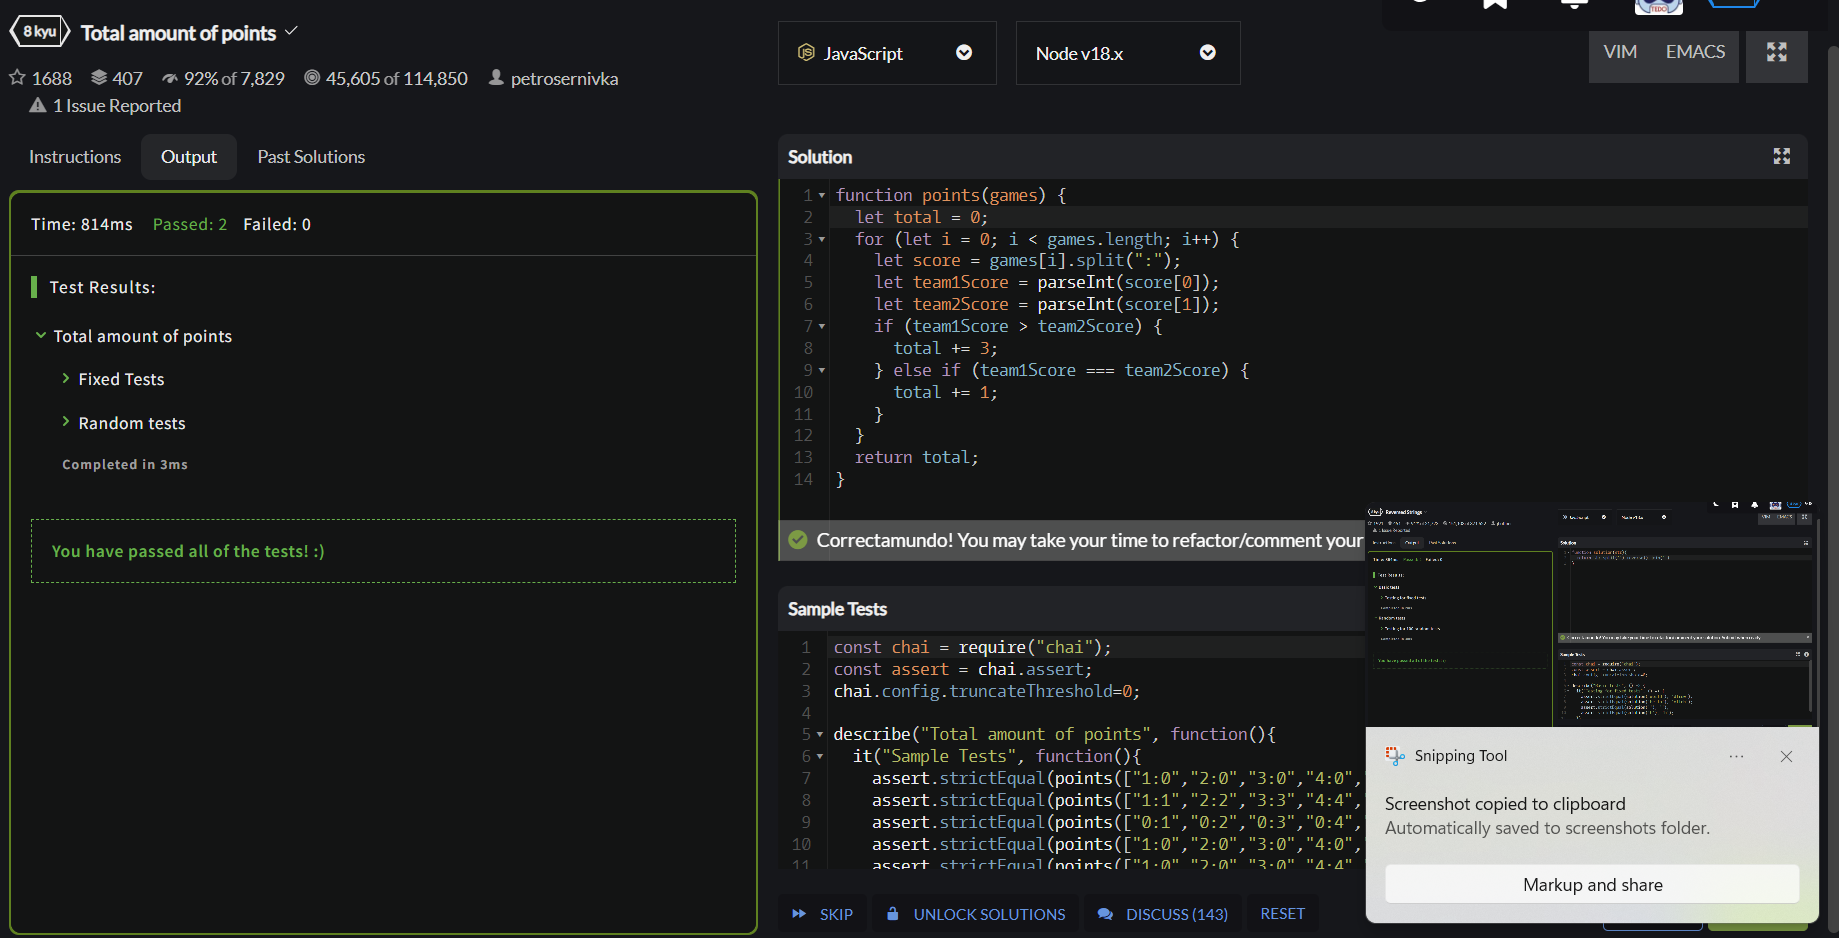 8 kyu
Total amount of points
1688 407 92% of 7,829 45,605 of 114,850 petrosernivka
1 Issue Reported
Instructions Output Past Solutions
Time: 814ms Passed: 2 Failed: 0
Test Results:
Total amount of points
Fixed Tests
Random tests
Completed in 3ms
You have passed all of the tests! :)
JavaScript
Node v18.x
VIM EMACS
Solution
1 function points(games) {
2 let total = 0;
3 for (let i = 0; i < games.length; i++) {
4 let score = games[i].split(":");
5 let team1Score = parseInt(score[0]);
6 let team2Score = parseInt(score[1]);
7 if (team1Score > team2Score) {
8 total += 3;
9 } else if (team1Score === team2Score) {
10 total += 1;
11 }
12 }
13 return total;
14 }
Correctamundo! You may take your time to refactor/comment your
Sample Tests
1 const chai = require("chai");
2 const assert = chai.assert;
3 chai.config.truncateThreshold=0;
4
5 describe("Total amount of points", function(){
6 it("Sample Tests", function(){
7 assert.strictEqual(points(["1:0","2:0","3:0","4:0",
8 assert.strictEqual(points(["1:1","2:2","3:3","4:4",
9 assert.strictEqual(points(["0:1","0:2","0:3","0:4",
10 assert.strictEqual(points(["1:0","2:0","3:0","4:0",
11 assert.strictEqual(points(["1:0","2:0","3:0","4:4",
SKIP UNLOCK SOLUTIONS DISCUSS (143) RESET
TEDO
Reversed Strings
Instructions Output Past Solutions
Test Results:
Solution
Sample Tests
Snipping Tool
Screenshot copied to clipboard
Automatically saved to screenshots folder.
Markup and share